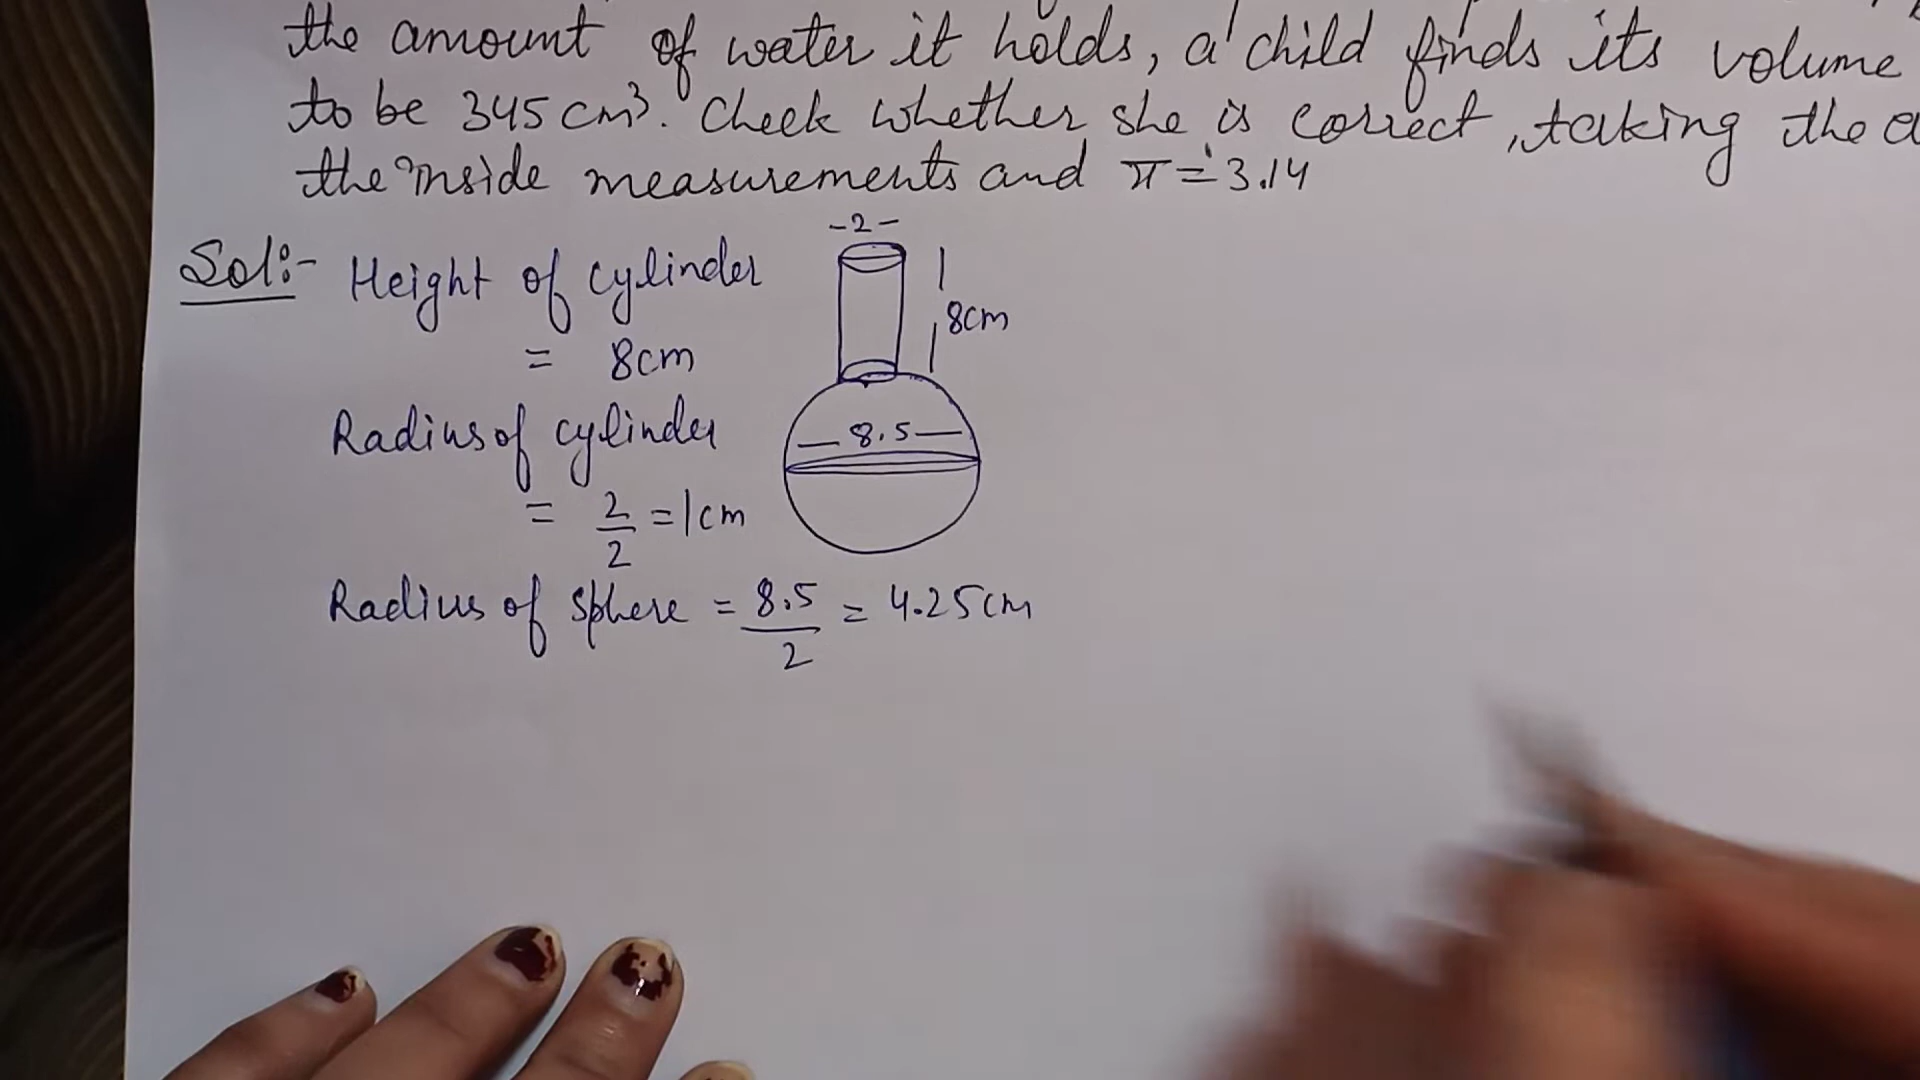 the amount of water it holds, a child finds its volume
to be 345 cm³. Check whether she is correct, taking the a
the inside measurements and π = 3.14
-2-
Sol:- Height of cylinder
= 8cm
8cm
Radius of cylinder
8.5
= 2/2 = 1cm
Radius of sphere = 8.5/2 = 4.25cm